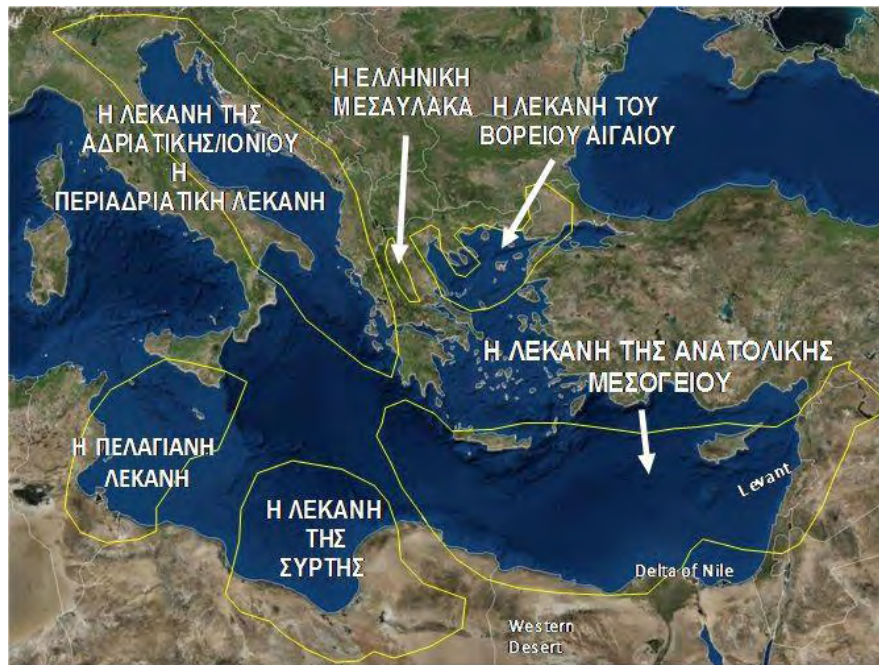 Η ΕΛΛΗΝΙΚΗ
ΜΕΣΑΥΛΑΚΑ
Η ΛΕΚΑΝΗ ΤΟΥ
ΒΟΡΕΙΟΥ ΑΙΓΑΙΟΥ
Η ΛΕΚΑΝΗ ΤΗΣ
ΑΔΡΙΑΤΙΚΗΣ/ΙΟΝΙΟΥ
Η
ΠΕΡΙΑΔΡΙΑΤΙΚΗ ΛΕΚΑΝΗ
Η ΛΕΚΑΝΗ ΤΗΣ ΑΝΑΤΟΛΙΚΗΣ
ΜΕΣΟΓΕΙΟΥ
Η ΠΕΛΑΓΙΑΝΗ
ΛΕΚΑΝΗ
Levant
Η ΛΕΚΑΝΗ
ΤΗΣ
ΣΥΡΤΗΣ
Delta of Nile
Western
Desert